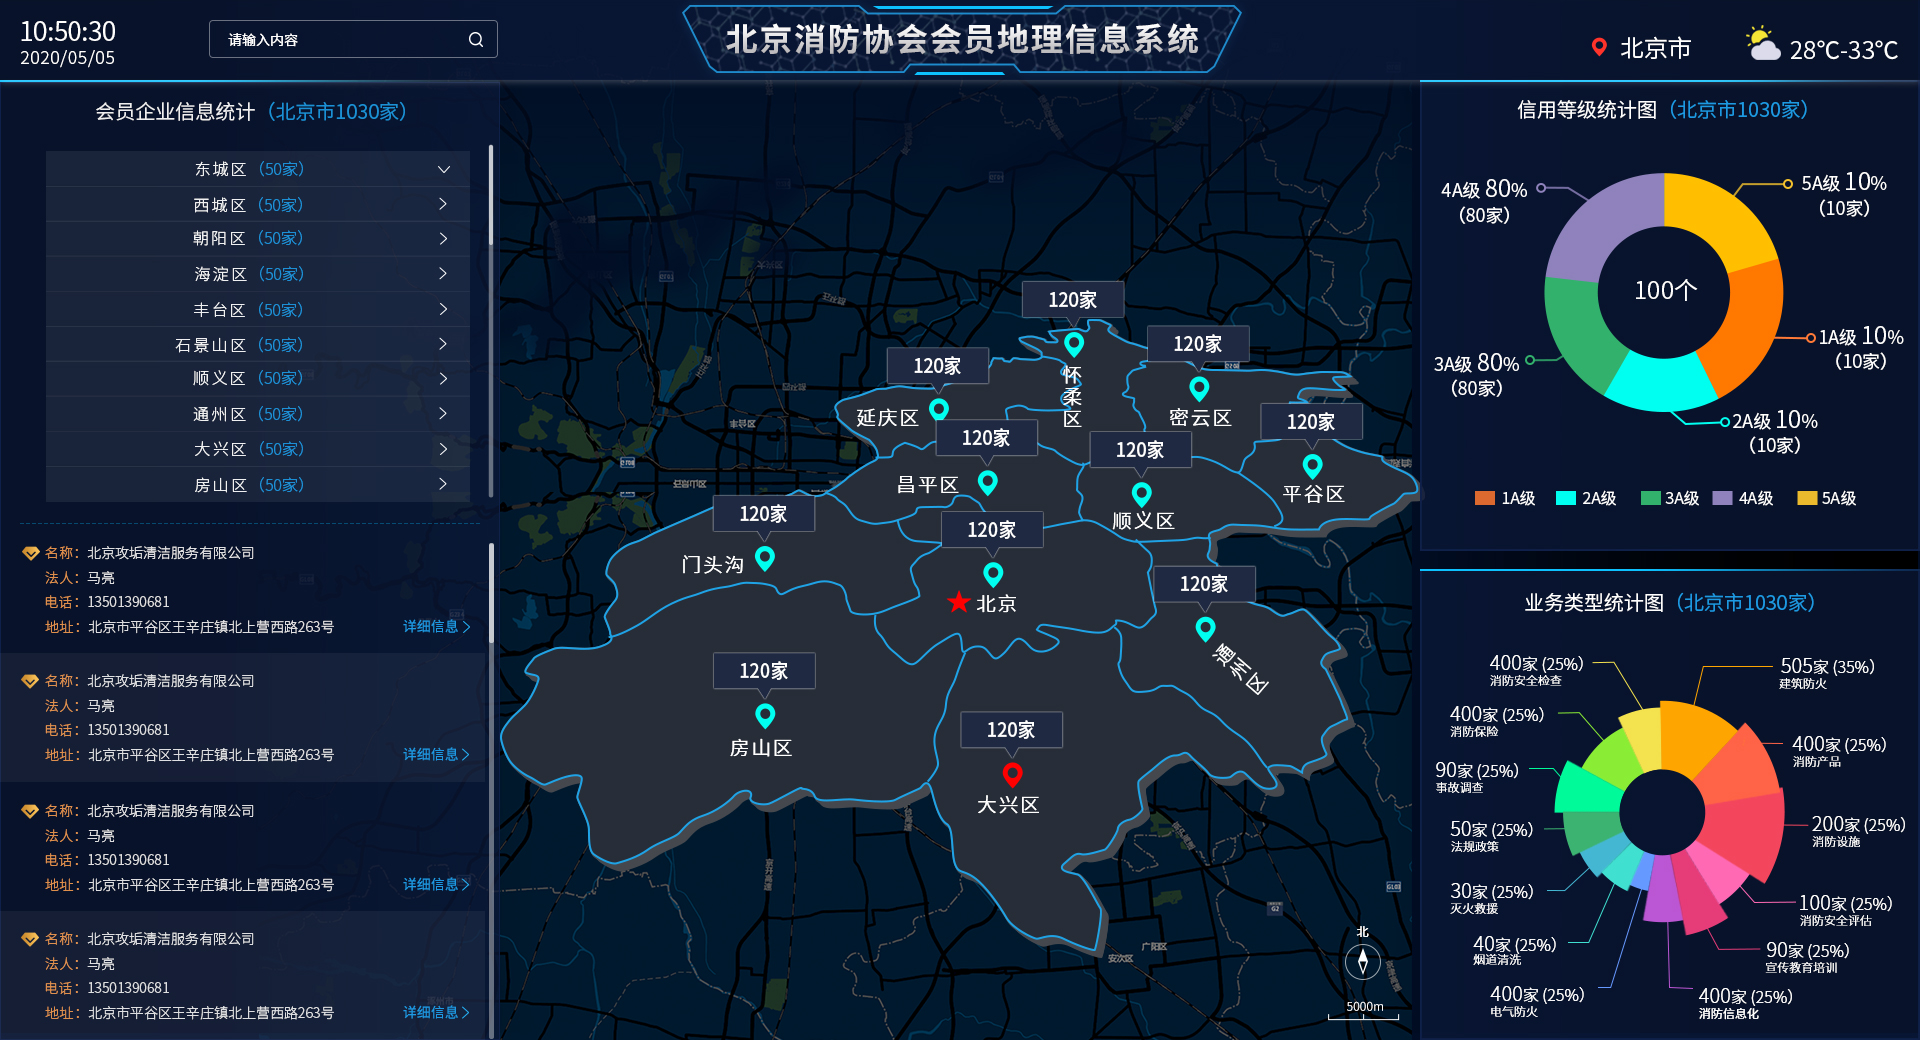 10:50:30
2020/05/05
请输入内容
北京消防协会会员地理信息系统
北京市
28℃-33℃
会员企业信息统计（北京市1030家）
东城区（50家）
西城区（50家）
朝阳区（50家）
海淀区（50家）
丰台区（50家）
石景山区（50家）
顺义区（50家）
通州区（50家）
大兴区（50家）
房山区（50家）
名称：北京攻垢清洁服务有限公司
法人：马亮
电话：13501390681
地址：北京市平谷区王辛庄镇北上营西路263号
详细信息
名称：北京攻垢清洁服务有限公司
法人：马亮
电话：13501390681
地址：北京市平谷区王辛庄镇北上营西路263号
详细信息
名称：北京攻垢清洁服务有限公司
法人：马亮
电话：13501390681
地址：北京市平谷区王辛庄镇北上营西路263号
详细信息
名称：北京攻垢清洁服务有限公司
法人：马亮
电话：13501390681
地址：北京市平谷区王辛庄镇北上营西路263号
详细信息
120家
怀柔区
120家
密云区
120家
延庆区
120家
平谷区
120家
昌平区
120家
顺义区
120家
门头沟
120家
北京
120家
通州区
120家
房山区
120家
大兴区
广阳区
安次区
G2
北
5000m
信用等级统计图（北京市1030家）
4A级 80%
（80家）
5A级 10%
（10家）
100个
1A级 10%
（10家）
3A级 80%
（80家）
2A级 10%
（10家）
1A级
2A级
3A级
4A级
5A级
业务类型统计图（北京市1030家）
400家 (25%)
消防安全检查
505家 (35%)
建筑防火
400家 (25%)
消防保险
400家 (25%)
消防产品
90家 (25%)
事故调查
200家 (25%)
消防设施
50家 (25%)
法规政策
30家 (25%)
灭火救援
100家 (25%)
消防安全评估
40家 (25%)
烟道清洗
90家 (25%)
宣传教育培训
400家 (25%)
电气防火
400家 (25%)
消防信息化